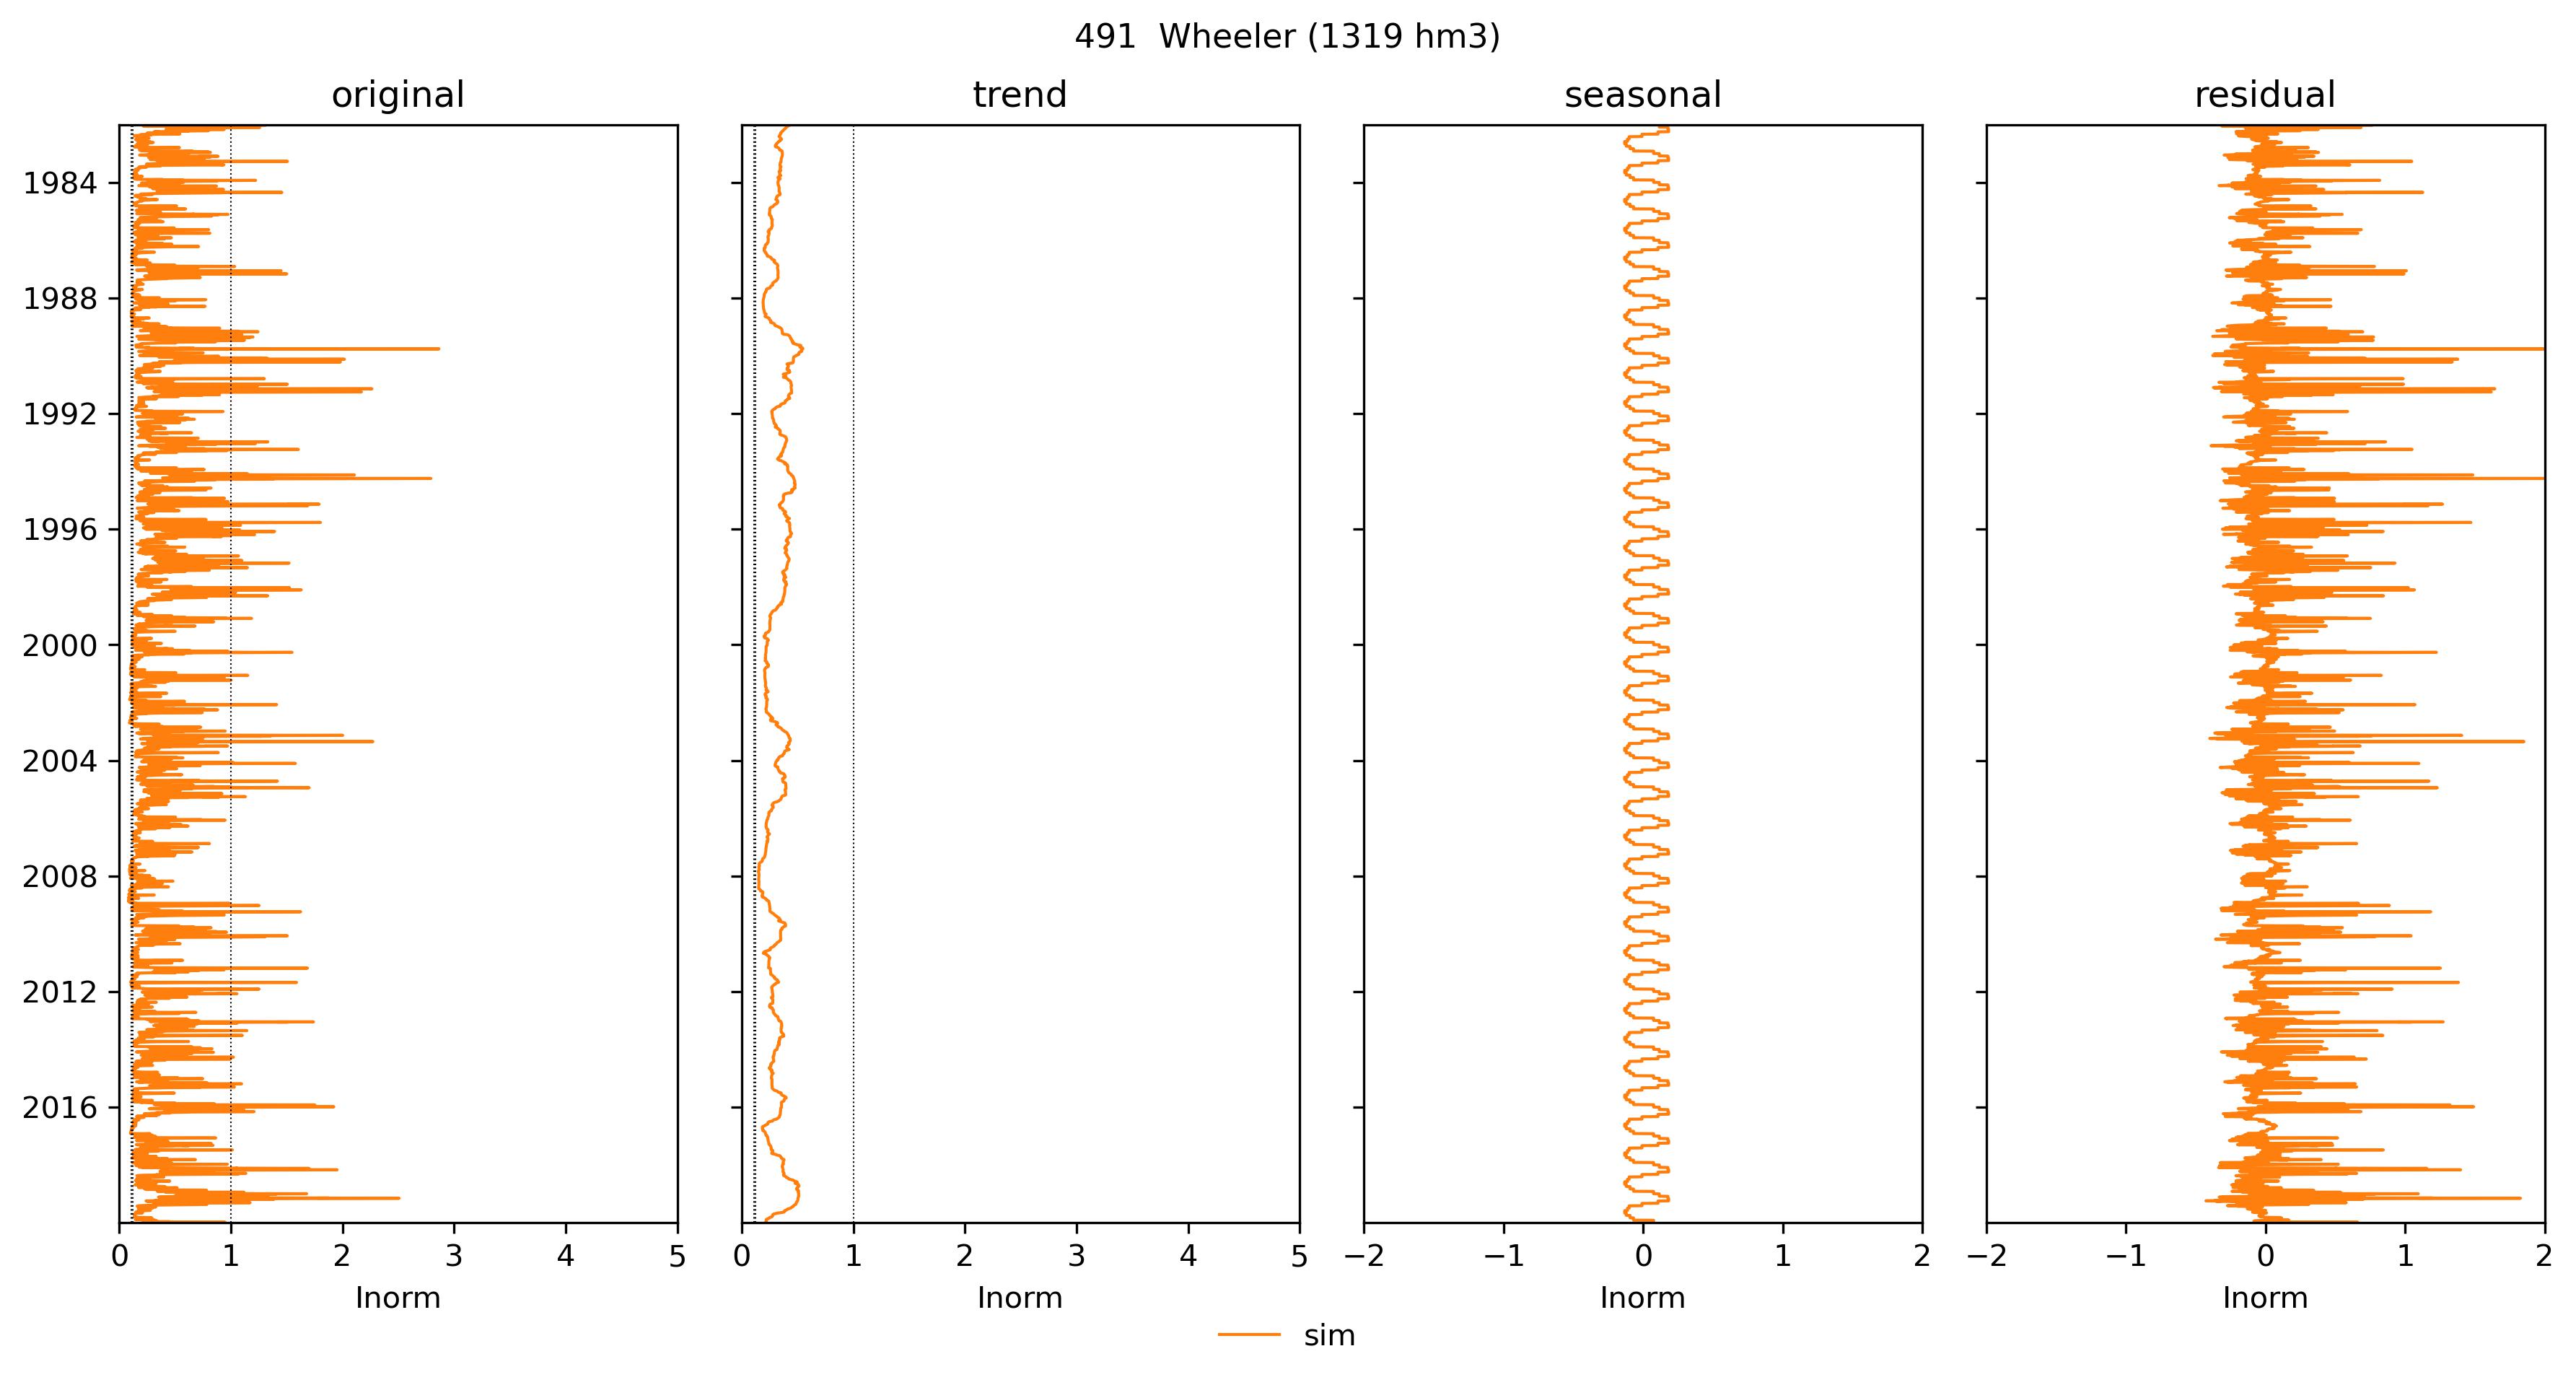 491  Wheeler (1319 hm3)
original trend seasonal residual
1984
1988
1992
1996
2000
2004
2008
2012
2016
0 1 2 3 4 5 0 1 2 3 4 5 −2 −1 0 1 2 −2 −1 0 1 2
Inorm Inorm Inorm Inorm
sim